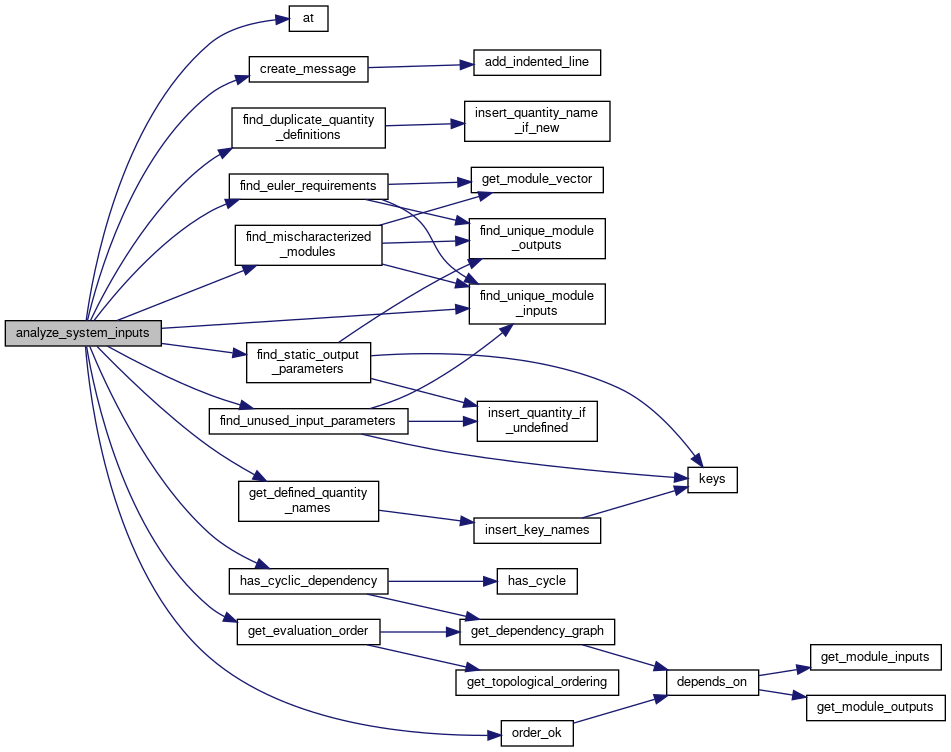 at
create_message
add_indented_line
find_duplicate_quantity
_definitions
insert_quantity_name
_if_new
find_euler_requirements
get_module_vector
find_mischaracterized
_modules
find_unique_module
_outputs
find_unique_module
_inputs
analyze_system_inputs
find_static_output
_parameters
find_unused_input_parameters
insert_quantity_if
_undefined
keys
get_defined_quantity
_names
insert_key_names
has_cyclic_dependency
has_cycle
get_evaluation_order
get_dependency_graph
get_topological_ordering
depends_on
get_module_inputs
get_module_outputs
order_ok